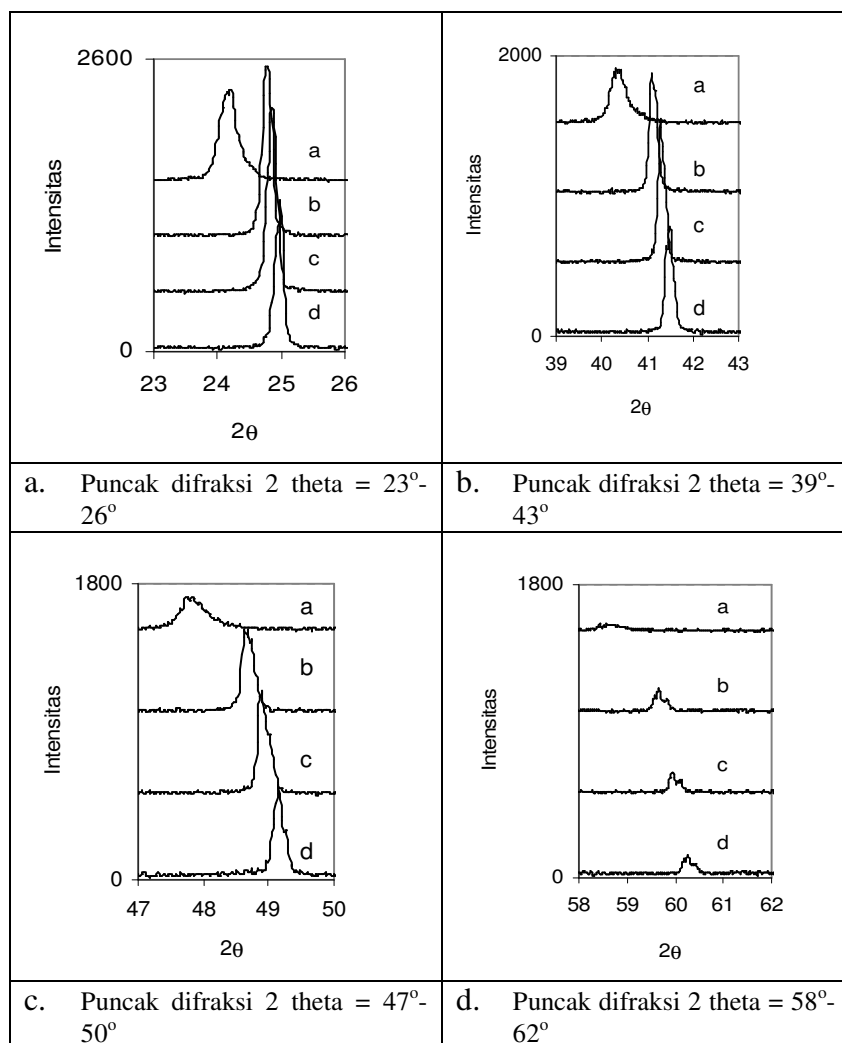 2600
Intensitas
a
b
c
d
0
23 24 25 26
2θ
2000
Intensitas
a
b
c
d
0
39 40 41 42 43
2θ
a. Puncak difraksi 2 theta = 23°-
26°
b. Puncak difraksi 2 theta = 39°-
43°
1800
Intensitas
a
b
c
d
0
47 48 49 50
2θ
1800
Intensitas
a
b
c
d
0
58 59 60 61 62
2θ
c. Puncak difraksi 2 theta = 47°-
50°
d. Puncak difraksi 2 theta = 58°-
62°